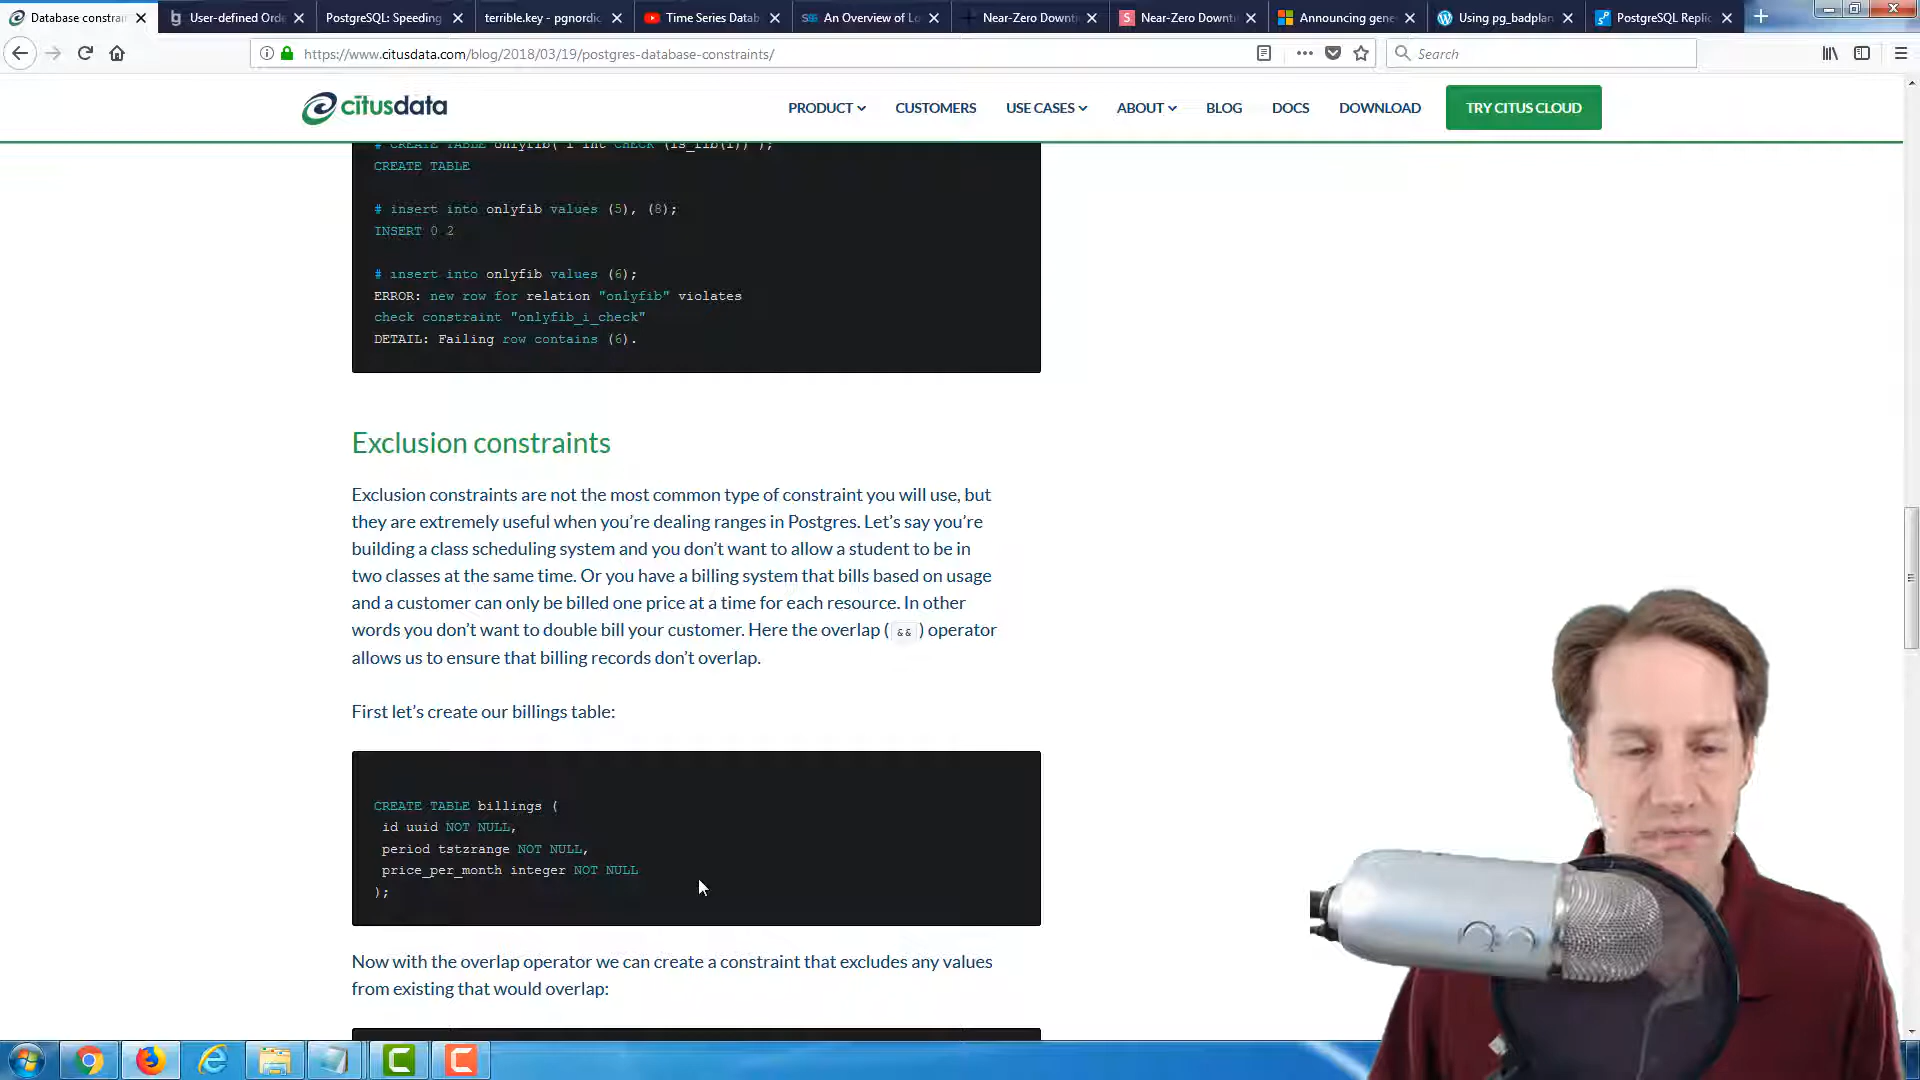 Database constrain
User-defined Orde
PostgreSQL: Speeding
terrible.key - pgnordic
Time Series Datab
An Overview of Lo
Near-Zero Downti
Near-Zero Downti
Announcing gene
Using pg_badplan
PostgreSQL Replic
https://www.citusdata.com/blog/2018/03/19/postgres-database-constraints/
Search
citusdata
PRODUCT
CUSTOMERS
USE CASES
ABOUT
BLOG
DOCS
DOWNLOAD
TRY CITUS CLOUD
# CREATE TABLE onlyfib( i int CHECK (is_fib(i)) );
CREATE TABLE
# insert into onlyfib values (5), (8);
INSERT 0 2
# insert into onlyfib values (6);
ERROR: new row for relation "onlyfib" violates
check constraint "onlyfib_i_check"
DETAIL: Failing row contains (6).
Exclusion constraints
Exclusion constraints are not the most common type of constraint you will use, but
they are extremely useful when you're dealing ranges in Postgres. Let's say you're
building a class scheduling system and you don't want to allow a student to be in
two classes at the same time. Or you have a billing system that bills based on usage
and a customer can only be billed one price at a time for each resource. In other
words you don't want to double bill your customer. Here the overlap ( && ) operator
allows us to ensure that billing records don't overlap.
First let's create our billings table:
CREATE TABLE billings (
id uuid NOT NULL,
period tstzrange NOT NULL,
price_per_month integer NOT NULL
);
Now with the overlap operator we can create a constraint that excludes any values
from existing that would overlap: